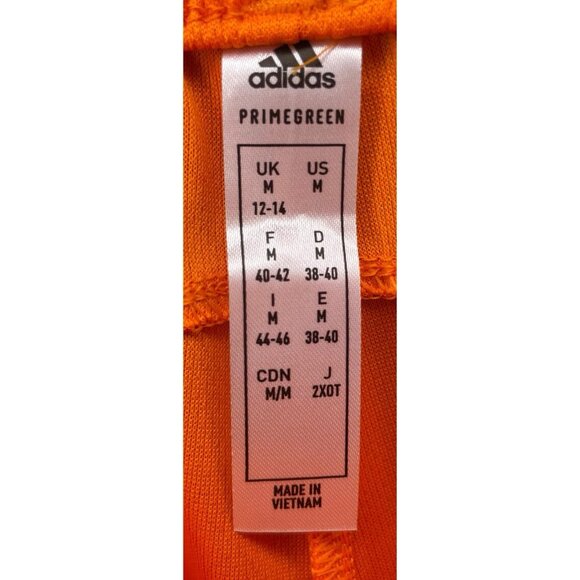 adidas
PRIMEGREEN
UK US
M M
12-14
F D
M M
40-42 38-40
I E
M M
44-46 38-40
CDN J
M/M 2XOT
MADE IN
VIETNAM